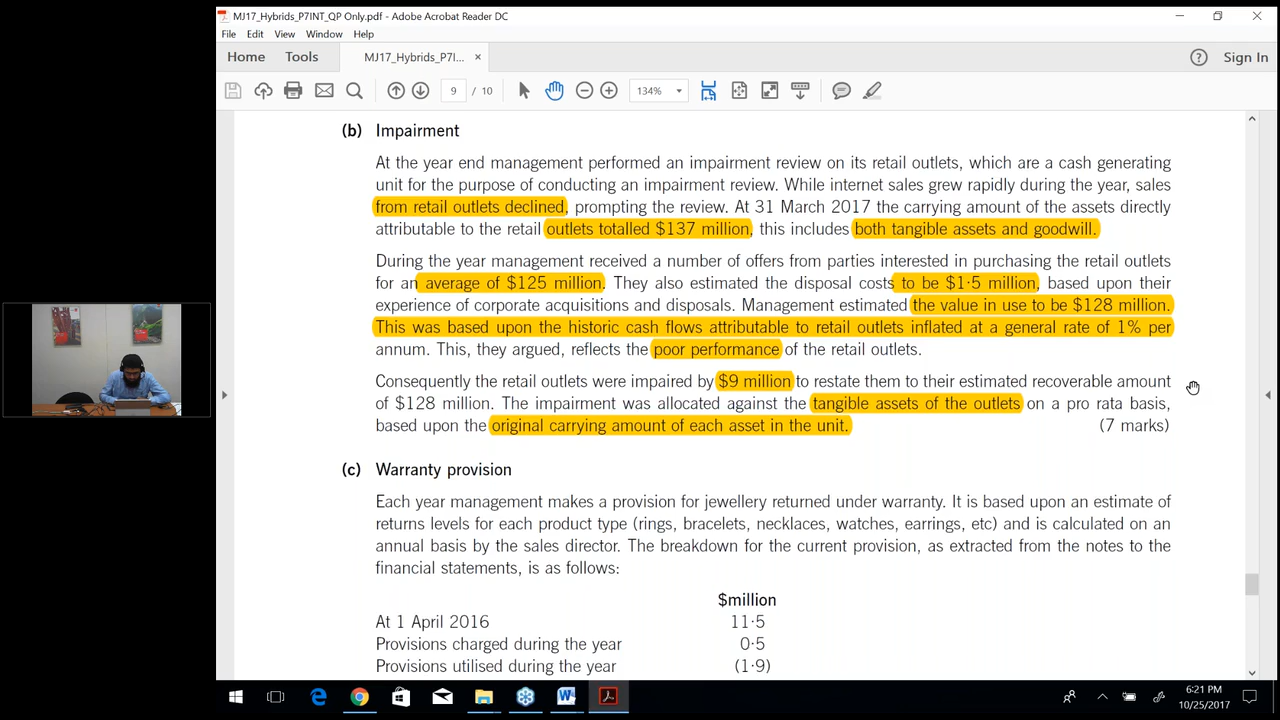 MJ17_Hybrids_P7INT_QP Only.pdf - Adobe Acrobat Reader DC
File Edit View Window Help
Home Tools MJ17_Hybrids_P7I... × ? Sign In
9 / 10 134%
(b) Impairment
At the year end management performed an impairment review on its retail outlets, which are a cash generating
unit for the purpose of conducting an impairment review. While internet sales grew rapidly during the year, sales
from retail outlets declined, prompting the review. At 31 March 2017 the carrying amount of the assets directly
attributable to the retail outlets totalled $137 million, this includes both tangible assets and goodwill.
During the year management received a number of offers from parties interested in purchasing the retail outlets
for an average of $125 million. They also estimated the disposal costs to be $1·5 million, based upon their
experience of corporate acquisitions and disposals. Management estimated the value in use to be $128 million.
This was based upon the historic cash flows attributable to retail outlets inflated at a general rate of 1% per
annum. This, they argued, reflects the poor performance of the retail outlets.
Consequently the retail outlets were impaired by $9 million to restate them to their estimated recoverable amount
of $128 million. The impairment was allocated against the tangible assets of the outlets on a pro rata basis,
based upon the original carrying amount of each asset in the unit. (7 marks)
(c) Warranty provision
Each year management makes a provision for jewellery returned under warranty. It is based upon an estimate of
returns levels for each product type (rings, bracelets, necklaces, watches, earrings, etc) and is calculated on an
annual basis by the sales director. The breakdown for the current provision, as extracted from the notes to the
financial statements, is as follows:
$million
At 1 April 2016 11·5
Provisions charged during the year 0·5
Provisions utilised during the year (1·9)
6:21 PM
10/25/2017